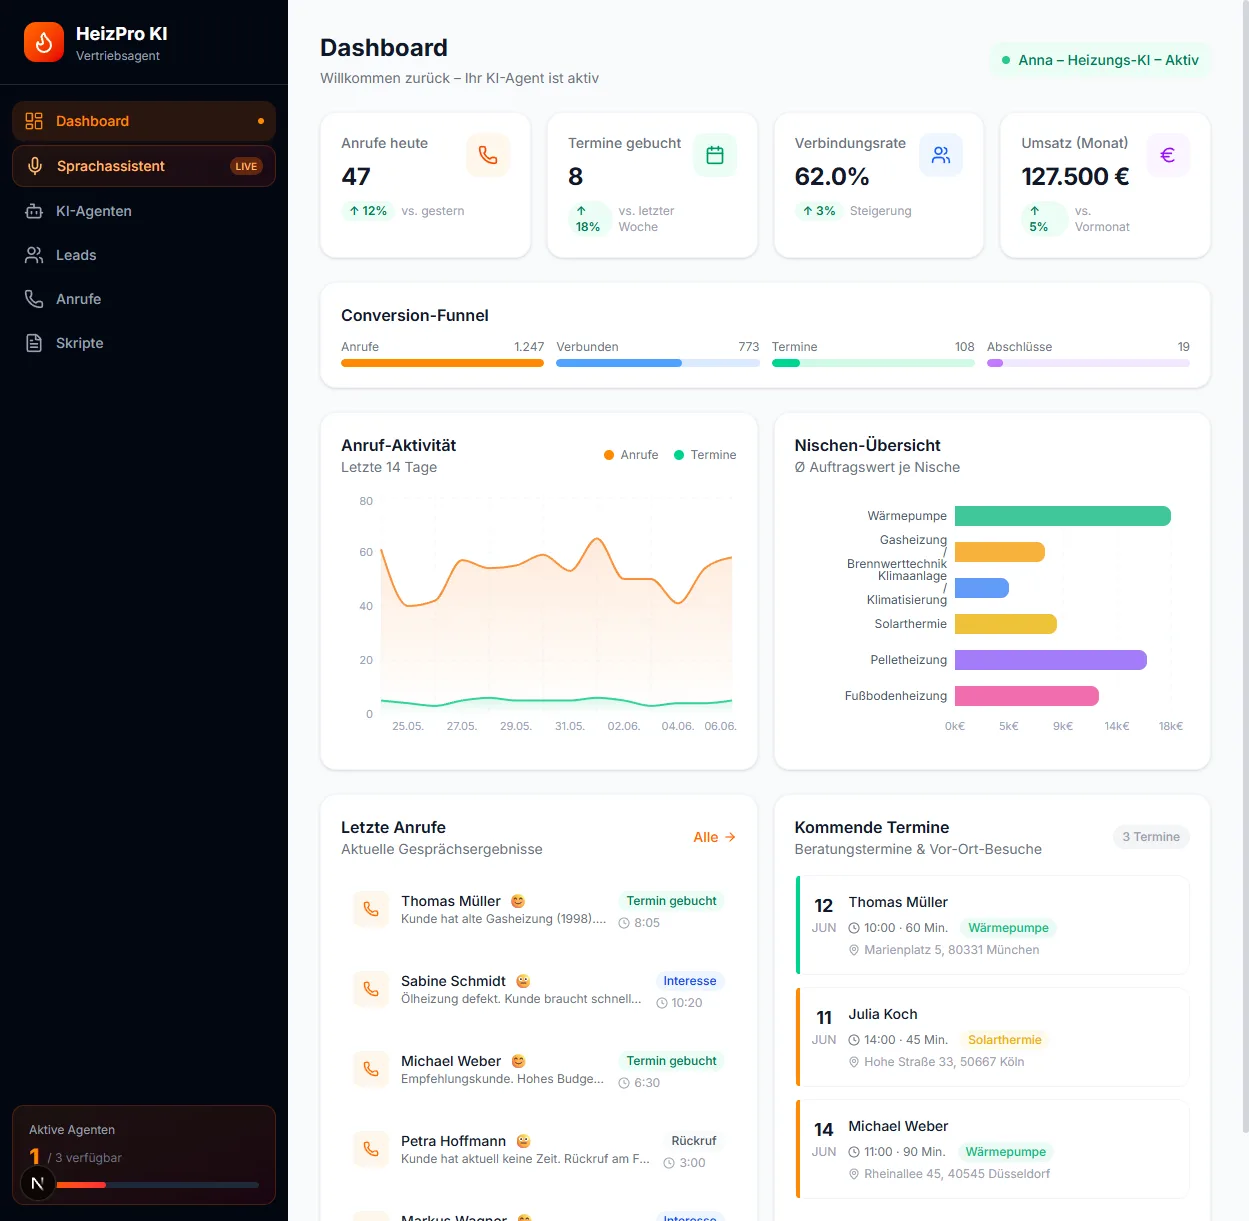 HeizPro KI
Vertriebsagent
Dashboard
Sprachassistent LIVE
KI-Agenten
Leads
Anrufe
Skripte
Aktive Agenten
1 / 3 verfügbar
N
Dashboard
Willkommen zurück – Ihr KI-Agent ist aktiv
Anna – Heizungs-KI – Aktiv
Anrufe heute
47
↑ 12% vs. gestern
Termine gebucht
8
↑ 18% vs. letzter
Woche
Verbindungsrate
62.0%
↑ 3% Steigerung
Umsatz (Monat)
€
127.500 €
↑ 5% vs.
Vormonat
Conversion-Funnel
Anrufe 1.247
Verbunden 773
Termine 108
Abschlüsse 19
Anruf-Aktivität
Letzte 14 Tage
Anrufe Termine
80
60
40
20
0
25.05. 27.05. 29.05. 31.05. 02.06. 04.06. 06.06.
Nischen-Übersicht
Ø Auftragswert je Nische
Wärmepumpe
Gasheizung
/
Brennwerttechnik
Klimaanlage
/
Klimatisierung
Solarthermie
Pelletheizung
Fußbodenheizung
0k€ 5k€ 9k€ 14k€ 18k€
Letzte Anrufe
Aktuelle Gesprächsergebnisse
Alle →
Thomas Müller Termin gebucht
Kunde hat alte Gasheizung (1998).... 8:05
Sabine Schmidt Interesse
Ölheizung defekt. Kunde braucht schnell... 10:20
Michael Weber Termin gebucht
Empfehlungskunde. Hohes Budge... 6:30
Petra Hoffmann Rückruf
Kunde hat aktuell keine Zeit. Rückruf am F... 3:00
Markus Wagner Interesse
Kommende Termine
Beratungstermine & Vor-Ort-Besuche
3 Termine
12 Thomas Müller
JUN 10:00 · 60 Min. Wärmepumpe
Marienplatz 5, 80331 München
11 Julia Koch
JUN 14:00 · 45 Min. Solarthermie
Hohe Straße 33, 50667 Köln
14 Michael Weber
JUN 11:00 · 90 Min. Wärmepumpe
Rheinallee 45, 40545 Düsseldorf